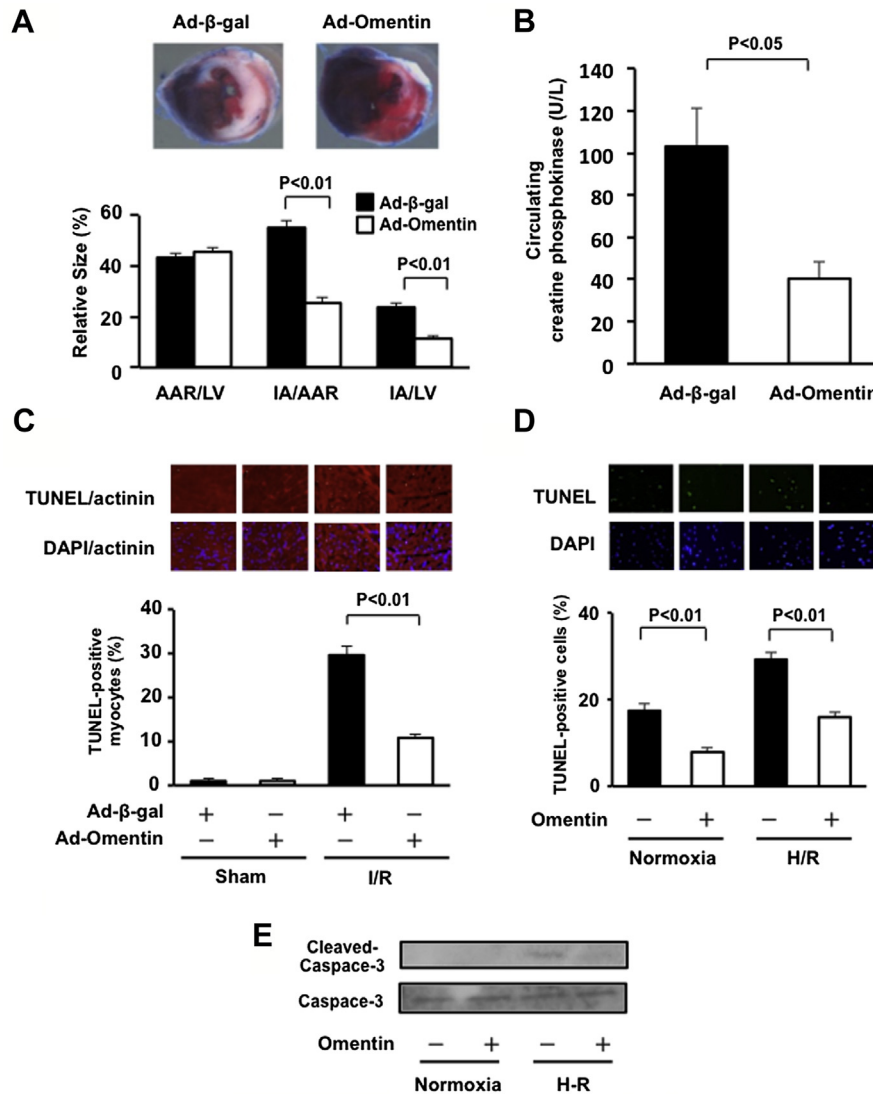 A
Ad-β-gal Ad-Omentin
P<0.01
Ad-β-gal
Ad-Omentin
P<0.01
Relative Size (%)
60
40
20
0
AAR/LV IA/AAR IA/LV
B
P<0.05
Circulating
creatine phosphokinase (U/L)
140
120
100
80
60
40
20
0
Ad-β-gal Ad-Omentin
C
TUNEL/actinin
DAPI/actinin
P<0.01
TUNEL-positive
myocytes (%)
40
30
20
10
0
Ad-β-gal + − + −
Ad-Omentin − + − +
Sham I/R
D
TUNEL
DAPI
P<0.01 P<0.01
TUNEL-positive cells (%)
40
20
0
Omentin − + − +
Normoxia H/R
E
Cleaved-
Caspace-3
Caspace-3
Omentin − + − +
Normoxia H-R